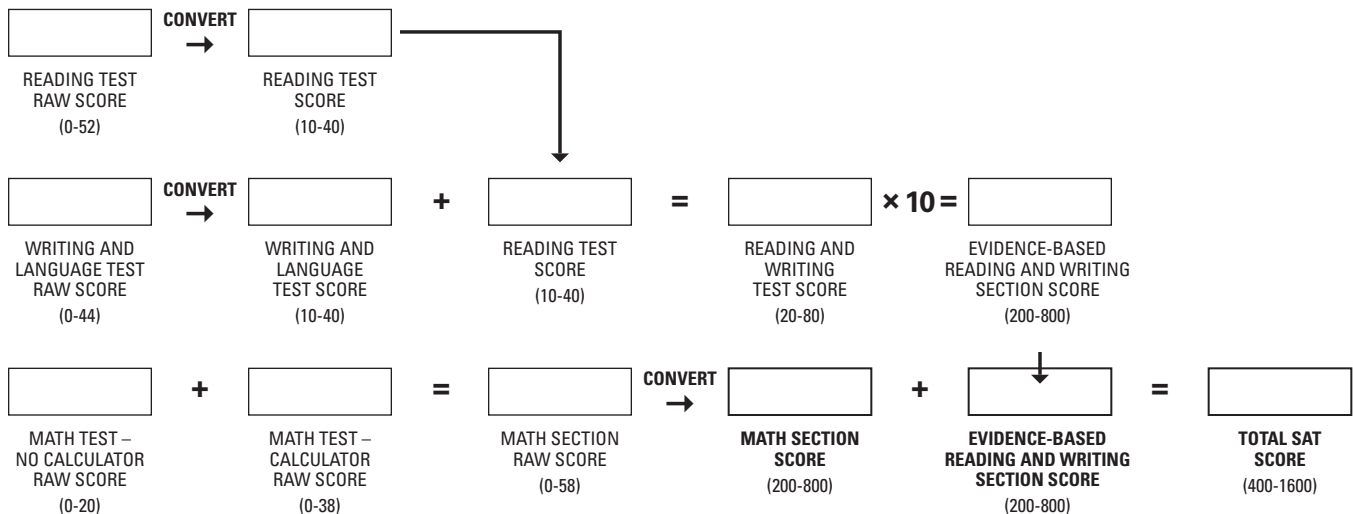 CONVERT
→
READING TEST
RAW SCORE
(0-52)
READING TEST
SCORE
(10-40)
CONVERT
→
+
=
× 10 =
WRITING AND
LANGUAGE TEST
RAW SCORE
(0-44)
WRITING AND
LANGUAGE
TEST SCORE
(10-40)
READING TEST
SCORE
(10-40)
READING AND
WRITING
TEST SCORE
(20-80)
EVIDENCE-BASED
READING AND WRITING
SECTION SCORE
(200-800)
+
=
CONVERT
→
+
=
MATH TEST –
NO CALCULATOR
RAW SCORE
(0-20)
MATH TEST –
CALCULATOR
RAW SCORE
(0-38)
MATH SECTION
RAW SCORE
(0-58)
MATH SECTION
SCORE
(200-800)
EVIDENCE-BASED
READING AND WRITING
SECTION SCORE
(200-800)
TOTAL SAT
SCORE
(400-1600)